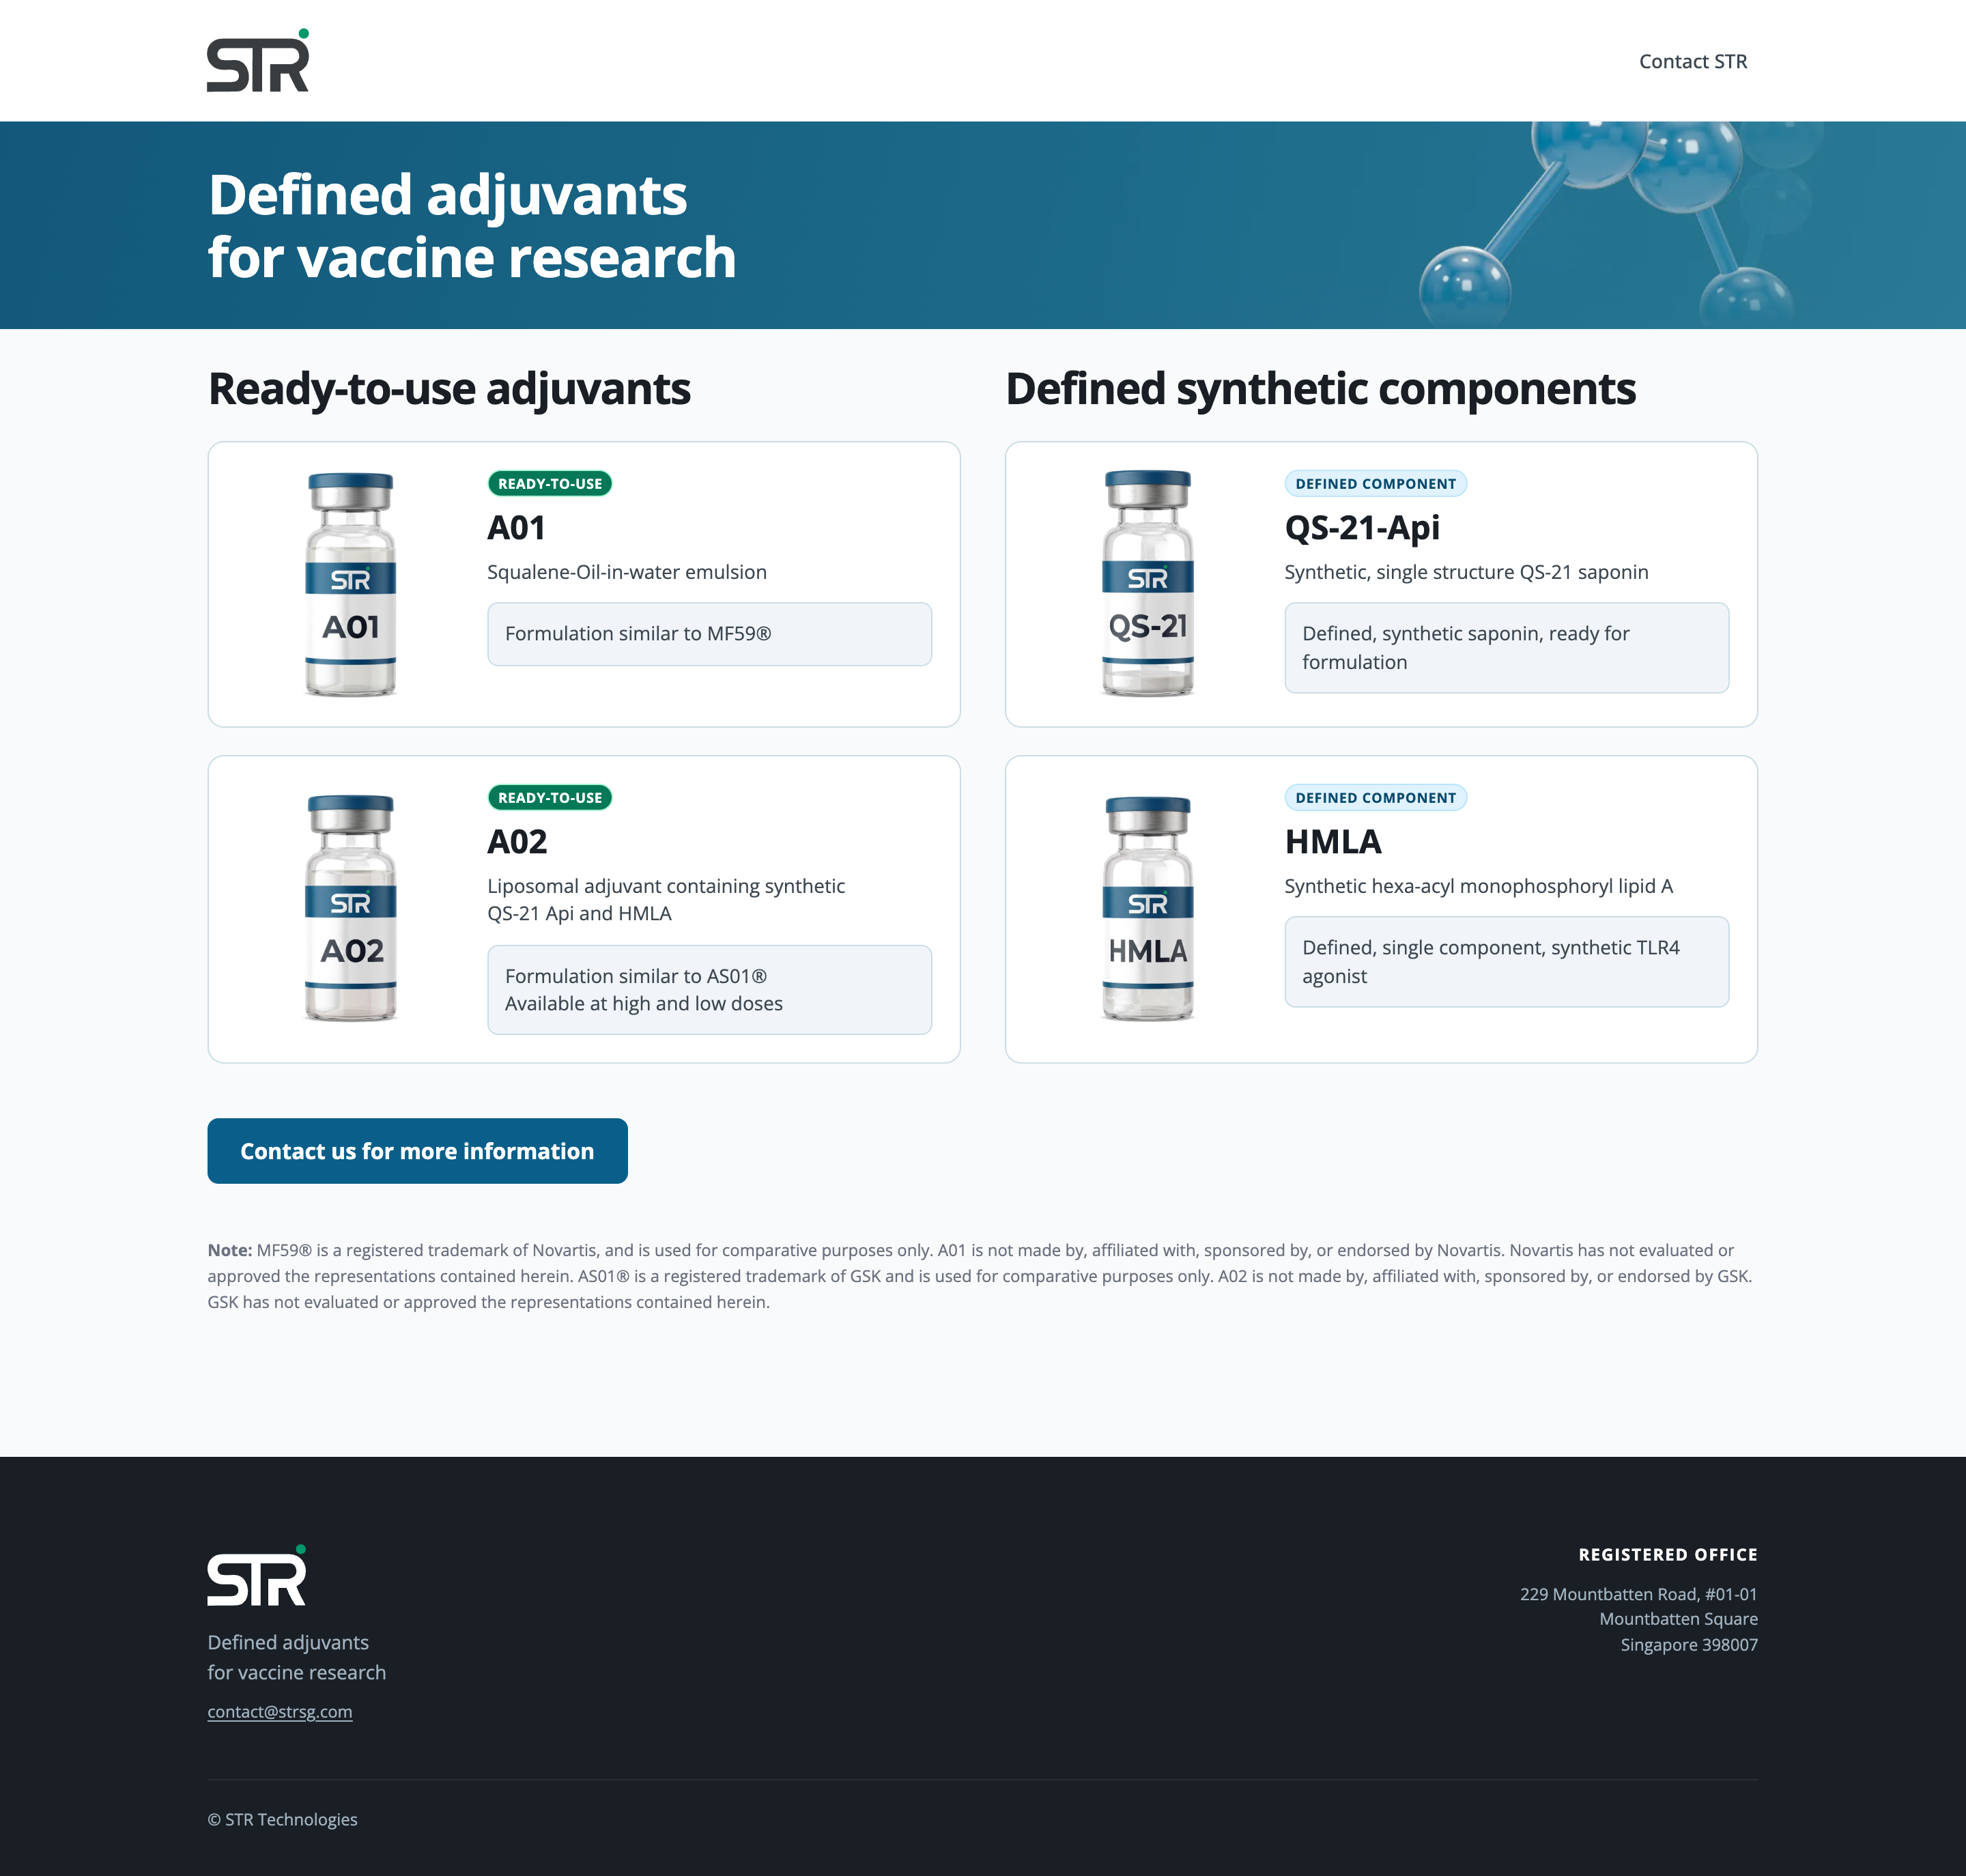 STR
Contact STR
Defined adjuvants
for vaccine research
Ready-to-use adjuvants
STR
A01
READY-TO-USE
A01
Squalene-Oil-in-water emulsion
Formulation similar to MF59®
STR
A02
READY-TO-USE
A02
Liposomal adjuvant containing synthetic
QS-21 Api and HMLA
Formulation similar to AS01®
Available at high and low doses
Defined synthetic components
STR
QS-21
DEFINED COMPONENT
QS-21-Api
Synthetic, single structure QS-21 saponin
Defined, synthetic saponin, ready for
formulation
STR
HMLA
DEFINED COMPONENT
HMLA
Synthetic hexa-acyl monophosphoryl lipid A
Defined, single component, synthetic TLR4
agonist
Contact us for more information
Note: MF59® is a registered trademark of Novartis, and is used for comparative purposes only. A01 is not made by, affiliated with, sponsored by, or endorsed by Novartis. Novartis has not evaluated or
approved the representations contained herein. AS01® is a registered trademark of GSK and is used for comparative purposes only. A02 is not made by, affiliated with, sponsored by, or endorsed by GSK.
GSK has not evaluated or approved the representations contained herein.
STR
Defined adjuvants
for vaccine research
contact@strsg.com
REGISTERED OFFICE
229 Mountbatten Road, #01-01
Mountbatten Square
Singapore 398007
© STR Technologies